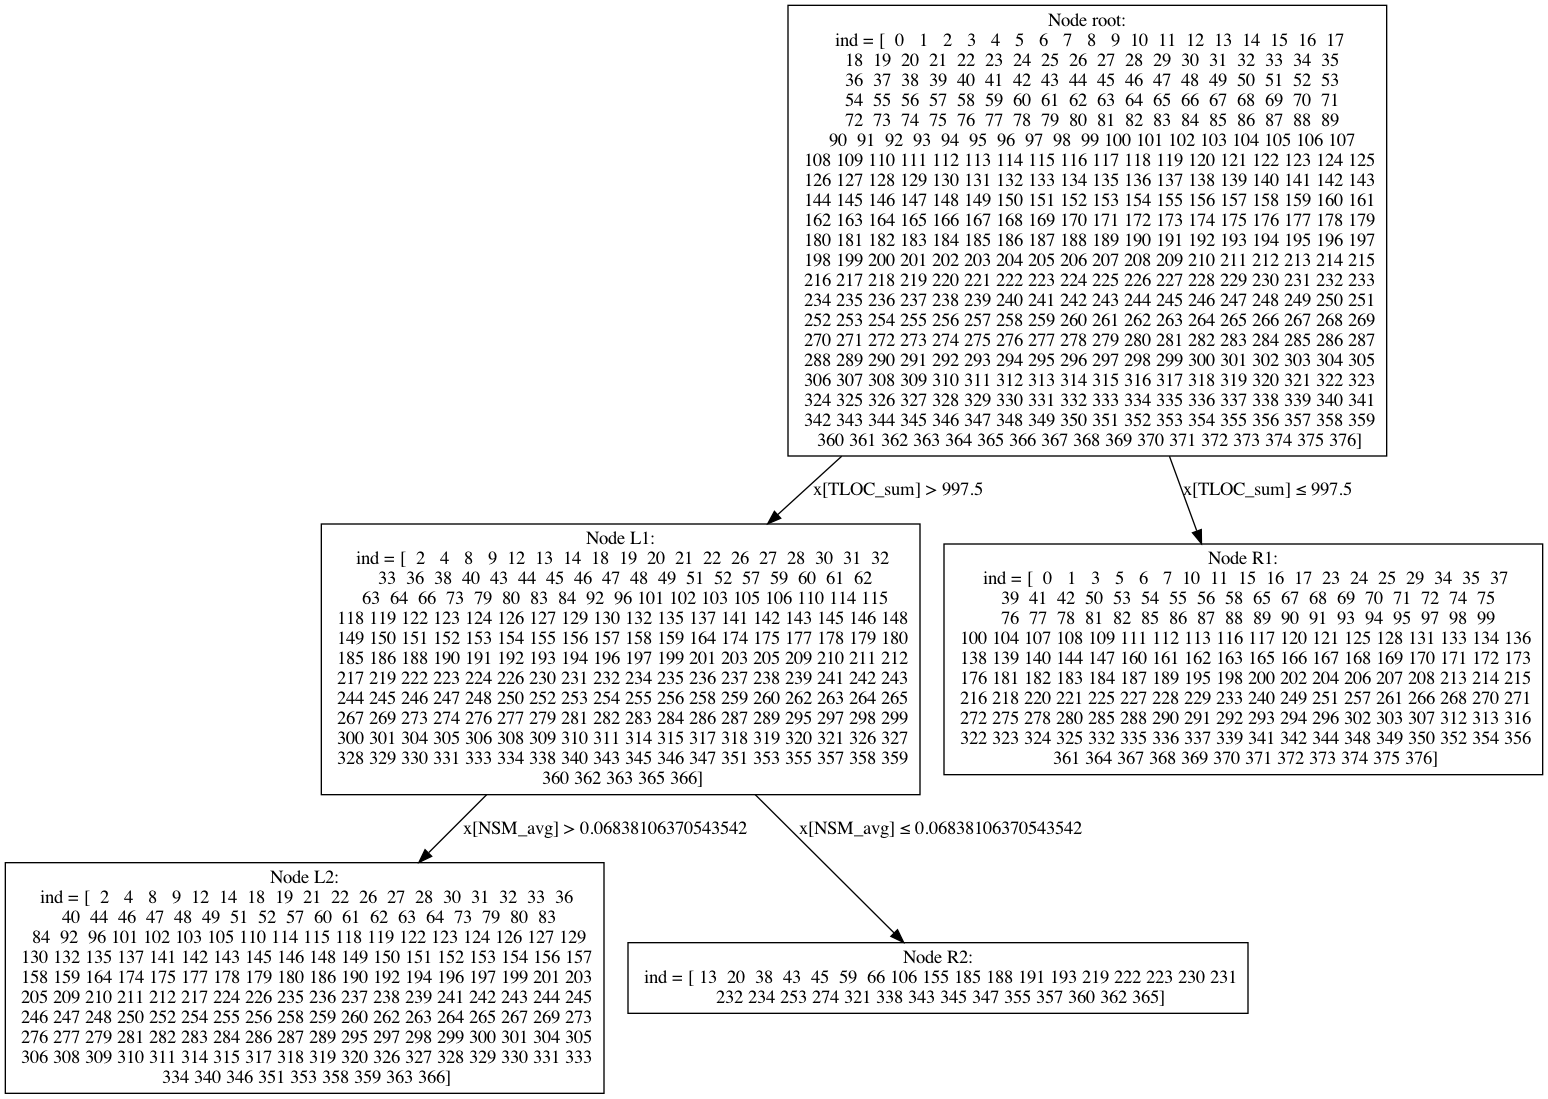 Node root:
ind = [ 0 1 2 3 4 5 6 7 8 9 10 11 12 13 14 15 16 17
18 19 20 21 22 23 24 25 26 27 28 29 30 31 32 33 34 35
36 37 38 39 40 41 42 43 44 45 46 47 48 49 50 51 52 53
54 55 56 57 58 59 60 61 62 63 64 65 66 67 68 69 70 71
72 73 74 75 76 77 78 79 80 81 82 83 84 85 86 87 88 89
90 91 92 93 94 95 96 97 98 99 100 101 102 103 104 105 106 107
108 109 110 111 112 113 114 115 116 117 118 119 120 121 122 123 124 125
126 127 128 129 130 131 132 133 134 135 136 137 138 139 140 141 142 143
144 145 146 147 148 149 150 151 152 153 154 155 156 157 158 159 160 161
162 163 164 165 166 167 168 169 170 171 172 173 174 175 176 177 178 179
180 181 182 183 184 185 186 187 188 189 190 191 192 193 194 195 196 197
198 199 200 201 202 203 204 205 206 207 208 209 210 211 212 213 214 215
216 217 218 219 220 221 222 223 224 225 226 227 228 229 230 231 232 233
234 235 236 237 238 239 240 241 242 243 244 245 246 247 248 249 250 251
252 253 254 255 256 257 258 259 260 261 262 263 264 265 266 267 268 269
270 271 272 273 274 275 276 277 278 279 280 281 282 283 284 285 286 287
288 289 290 291 292 293 294 295 296 297 298 299 300 301 302 303 304 305
306 307 308 309 310 311 312 313 314 315 316 317 318 319 320 321 322 323
324 325 326 327 328 329 330 331 332 333 334 335 336 337 338 339 340 341
342 343 344 345 346 347 348 349 350 351 352 353 354 355 356 357 358 359
360 361 362 363 364 365 366 367 368 369 370 371 372 373 374 375 376]
x[TLOC_sum] > 997.5
x[TLOC_sum] ≤ 997.5
Node L1:
ind = [ 2 4 8 9 12 13 14 18 19 20 21 22 26 27 28 30 31 32
33 36 38 40 43 44 45 46 47 48 49 51 52 57 59 60 61 62
63 64 66 73 79 80 83 84 92 96 101 102 103 105 106 110 114 115
118 119 122 123 124 126 127 129 130 132 135 137 141 142 143 145 146 148
149 150 151 152 153 154 155 156 157 158 159 164 174 175 177 178 179 180
185 186 188 190 191 192 193 194 196 197 199 201 203 205 209 210 211 212
217 219 222 223 224 226 230 231 232 234 235 236 237 238 239 241 242 243
244 245 246 247 248 250 252 253 254 255 256 258 259 260 262 263 264 265
267 269 273 274 276 277 279 281 282 283 284 286 287 289 295 297 298 299
300 301 304 305 306 308 309 310 311 314 315 317 318 319 320 321 326 327
328 329 330 331 333 334 338 340 343 345 346 347 351 353 355 357 358 359
360 362 363 365 366]
Node R1:
ind = [ 0 1 3 5 6 7 10 11 15 16 17 23 24 25 29 34 35 37
39 41 42 50 53 54 55 56 58 65 67 68 69 70 71 72 74 75
76 77 78 81 82 85 86 87 88 89 90 91 93 94 95 97 98 99
100 104 107 108 109 111 112 113 116 117 120 121 125 128 131 133 134 136
138 139 140 144 147 160 161 162 163 165 166 167 168 169 170 171 172 173
176 181 182 183 184 187 189 195 198 200 202 204 206 207 208 213 214 215
216 218 220 221 225 227 228 229 233 240 249 251 257 261 266 268 270 271
272 275 278 280 285 288 290 291 292 293 294 296 302 303 307 312 313 316
322 323 324 325 332 335 336 337 339 341 342 344 348 349 350 352 354 356
361 364 367 368 369 370 371 372 373 374 375 376]
x[NSM_avg] > 0.06838106370543542
x[NSM_avg] ≤ 0.06838106370543542
Node L2:
ind = [ 2 4 8 9 12 14 18 19 21 22 26 27 28 30 31 32 33 36
40 44 46 47 48 49 51 52 57 60 61 62 63 64 73 79 80 83
84 92 96 101 102 103 105 110 114 115 118 119 122 123 124 126 127 129
130 132 135 137 141 142 143 145 146 148 149 150 151 152 153 154 156 157
158 159 164 174 175 177 178 179 180 186 190 192 194 196 197 199 201 203
205 209 210 211 212 217 224 226 235 236 237 238 239 241 242 243 244 245
246 247 248 250 252 254 255 256 258 259 260 262 263 264 265 267 269 273
276 277 279 281 282 283 284 286 287 289 295 297 298 299 300 301 304 305
306 308 309 310 311 314 315 317 318 319 320 326 327 328 329 330 331 333
334 340 346 351 353 358 359 363 366]
Node R2:
ind = [ 13 20 38 43 45 59 66 106 155 185 188 191 193 219 222 223 230 231
232 234 253 274 321 338 343 345 347 355 357 360 362 365]